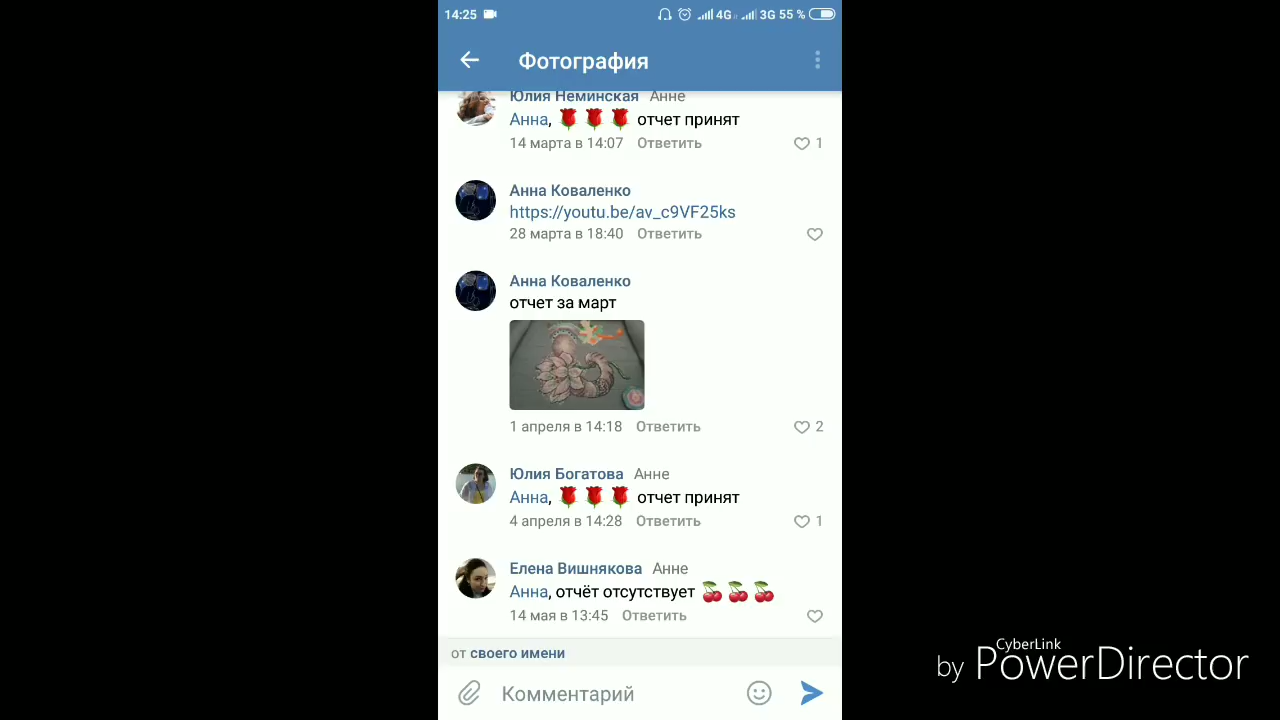 14:25 4G 3G 55 %
Фотография
Юлия Неминская Анне
Анна, 🌹🌹🌹 отчет принят
14 марта в 14:07 Ответить 1
Анна Коваленко
https://youtu.be/av_c9VF25ks
28 марта в 18:40 Ответить
Анна Коваленко
отчет за март
1 апреля в 14:18 Ответить 2
Юлия Богатова Анне
Анна, 🌹🌹🌹 отчет принят
4 апреля в 14:28 Ответить 1
Елена Вишнякова Анне
Анна, отчёт отсутствует 🍒🍒🍒
14 мая в 13:45 Ответить
от своего имени
Комментарий
CyberLink
by PowerDirector